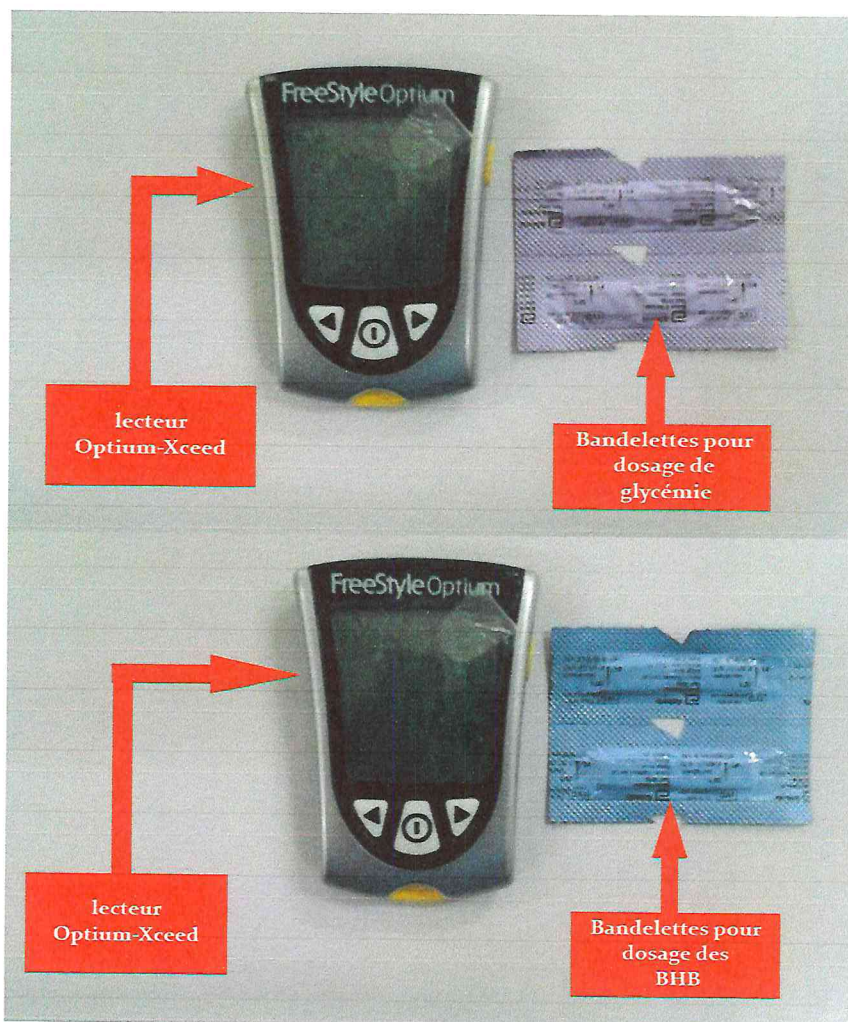 FreeStyle Optium
lecteur
Optium-Xceed
Bandelettes pour
dosage de
glycémie
FreeStyle Optium
lecteur
Optium-Xceed
Bandelettes pour
dosage des
BHB